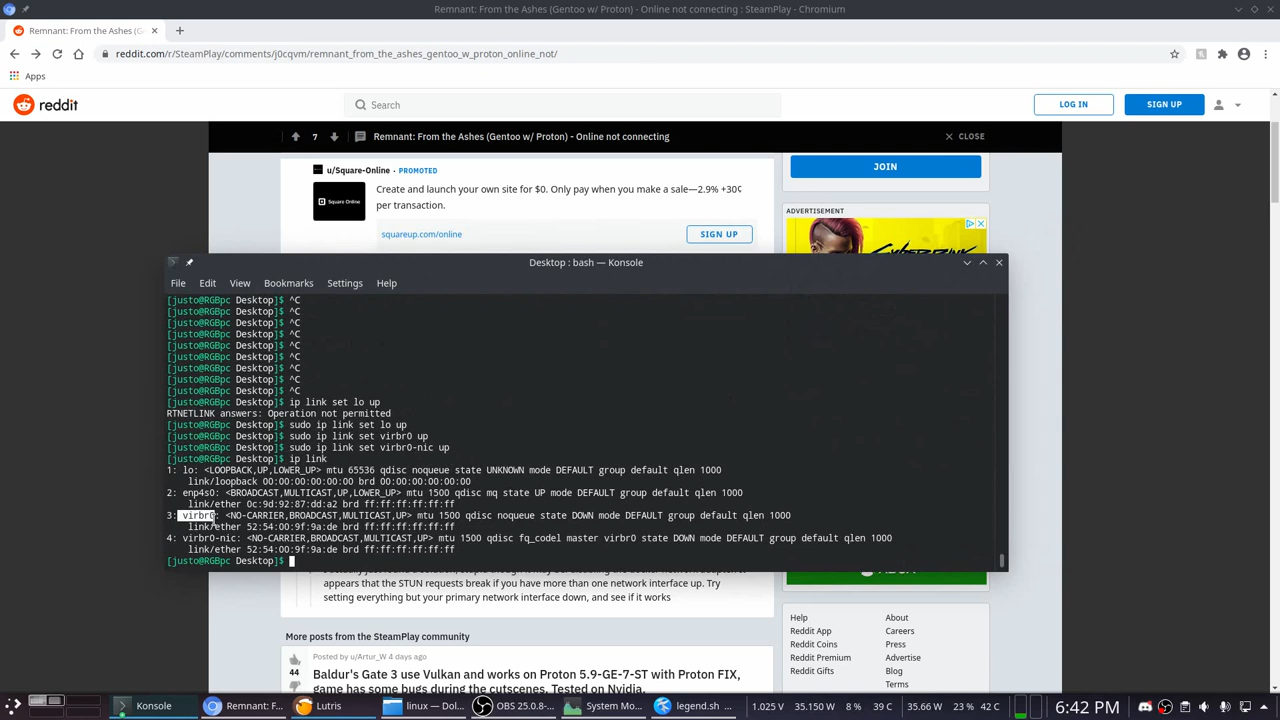 Remnant: From the Ashes (Gentoo w/ Proton) - Online not connecting : SteamPlay - Chromium
Remnant: From the Ashes (
reddit.com/r/SteamPlay/comments/j0cqvm/remnant_from_the_ashes_gentoo_w_proton_online_not/
Apps
reddit
Search
LOG IN
SIGN UP
7
Remnant: From the Ashes (Gentoo w/ Proton) - Online not connecting
CLOSE
u/Square-Online · PROMOTED
Square Online
Create and launch your own site for $0. Only pay when you make a sale—2.9% +30¢
per transaction.
squareup.com/online
SIGN UP
JOIN
ADVERTISEMENT
Desktop : bash — Konsole
File Edit View Bookmarks Settings Help
[justo@RGBpc Desktop]$ ^C
[justo@RGBpc Desktop]$ ^C
[justo@RGBpc Desktop]$ ^C
[justo@RGBpc Desktop]$ ^C
[justo@RGBpc Desktop]$ ^C
[justo@RGBpc Desktop]$ ^C
[justo@RGBpc Desktop]$ ^C
[justo@RGBpc Desktop]$ ^C
[justo@RGBpc Desktop]$ ^C
[justo@RGBpc Desktop]$ ip link set lo up
RTNETLINK answers: Operation not permitted
[justo@RGBpc Desktop]$ sudo ip link set lo up
[justo@RGBpc Desktop]$ sudo ip link set virbr0 up
[justo@RGBpc Desktop]$ sudo ip link set virbr0-nic up
[justo@RGBpc Desktop]$ ip link
1: lo: <LOOPBACK,UP,LOWER_UP> mtu 65536 qdisc noqueue state UNKNOWN mode DEFAULT group default qlen 1000
link/loopback 00:00:00:00:00:00 brd 00:00:00:00:00:00
2: enp4s0: <BROADCAST,MULTICAST,UP,LOWER_UP> mtu 1500 qdisc mq state UP mode DEFAULT group default qlen 1000
link/ether 0c:9d:92:87:dd:a2 brd ff:ff:ff:ff:ff:ff
3: virbr0: <NO-CARRIER,BROADCAST,MULTICAST,UP> mtu 1500 qdisc noqueue state DOWN mode DEFAULT group default qlen 1000
link/ether 52:54:00:9f:9a:de brd ff:ff:ff:ff:ff:ff
4: virbr0-nic: <NO-CARRIER,BROADCAST,MULTICAST,UP> mtu 1500 qdisc fq_codel master virbr0 state DOWN mode DEFAULT group default qlen 1000
link/ether 52:54:00:9f:9a:de brd ff:ff:ff:ff:ff:ff
[justo@RGBpc Desktop]$
appears that the STUN requests break if you have more than one network interface up. Try
setting everything but your primary network interface down, and see if it works
More posts from the SteamPlay community
Posted by u/Artur_W 4 days ago
44
Baldur's Gate 3 use Vulkan and works on Proton 5.9-GE-7-ST with Proton FIX,
game has some bugs during the cutscenes. Tested on Nvidia.
Help
About
Reddit App
Careers
Reddit Coins
Press
Reddit Premium
Advertise
Reddit Gifts
Blog
Terms
Konsole
Remnant: F...
Lutris
linux — Dol...
OBS 25.0.8-...
System Mo...
legend.sh ...
1.025 V 35.150 W 8 % 39 C 35.66 W 23 % 42 C
6:42 PM